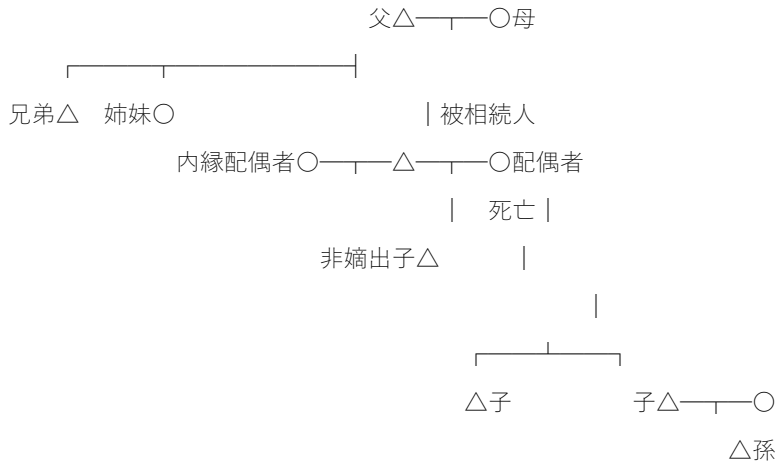 父△　○母
兄弟△　姉妹○　被相続人
内縁配偶者○　△　○配偶者
死亡
非嫡出子△
△子　子△　○
△孫